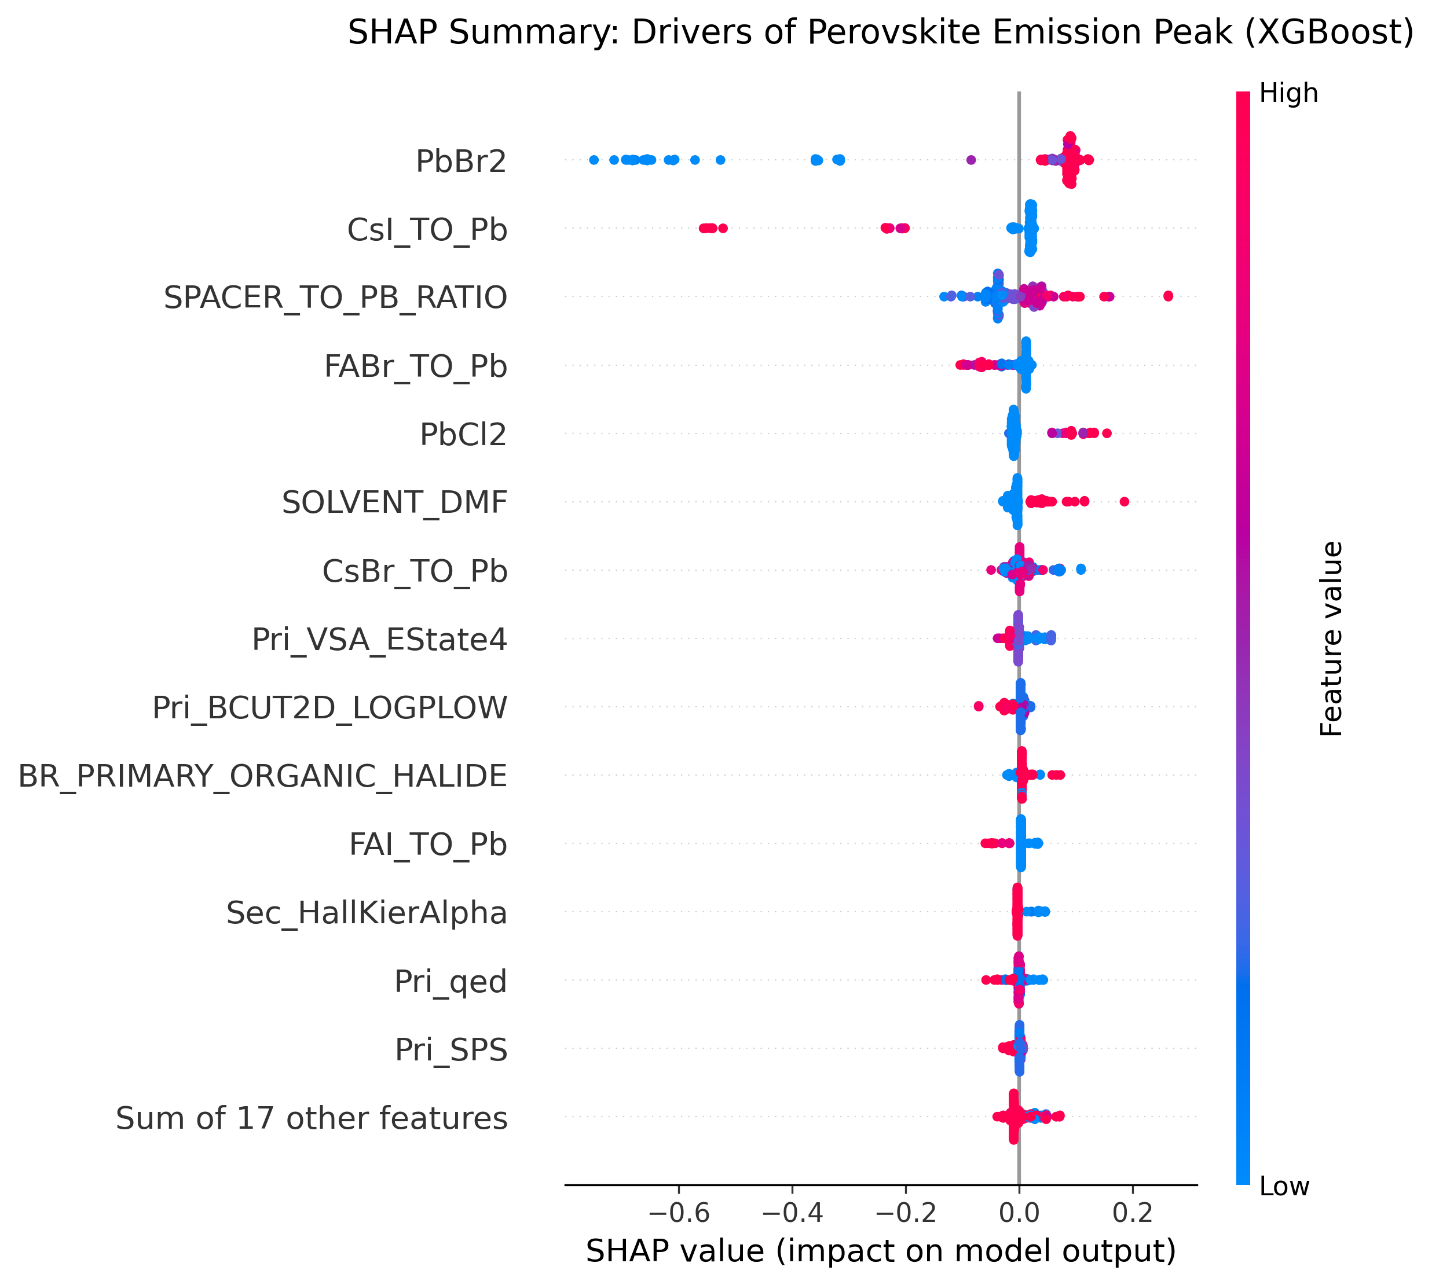 SHAP Summary: Drivers of Perovskite Emission Peak (XGBoost)
High
PbBr2
CsI_TO_Pb
SPACER_TO_PB_RATIO
FABr_TO_Pb
PbCl2
SOLVENT_DMF
CsBr_TO_Pb
Pri_VSA_EState4
Pri_BCUT2D_LOGPLOW
BR_PRIMARY_ORGANIC_HALIDE
FAI_TO_Pb
Sec_HallKierAlpha
Pri_qed
Pri_SPS
Sum of 17 other features
Feature value
Low
−0.6 −0.4 −0.2 0.0 0.2
SHAP value (impact on model output)